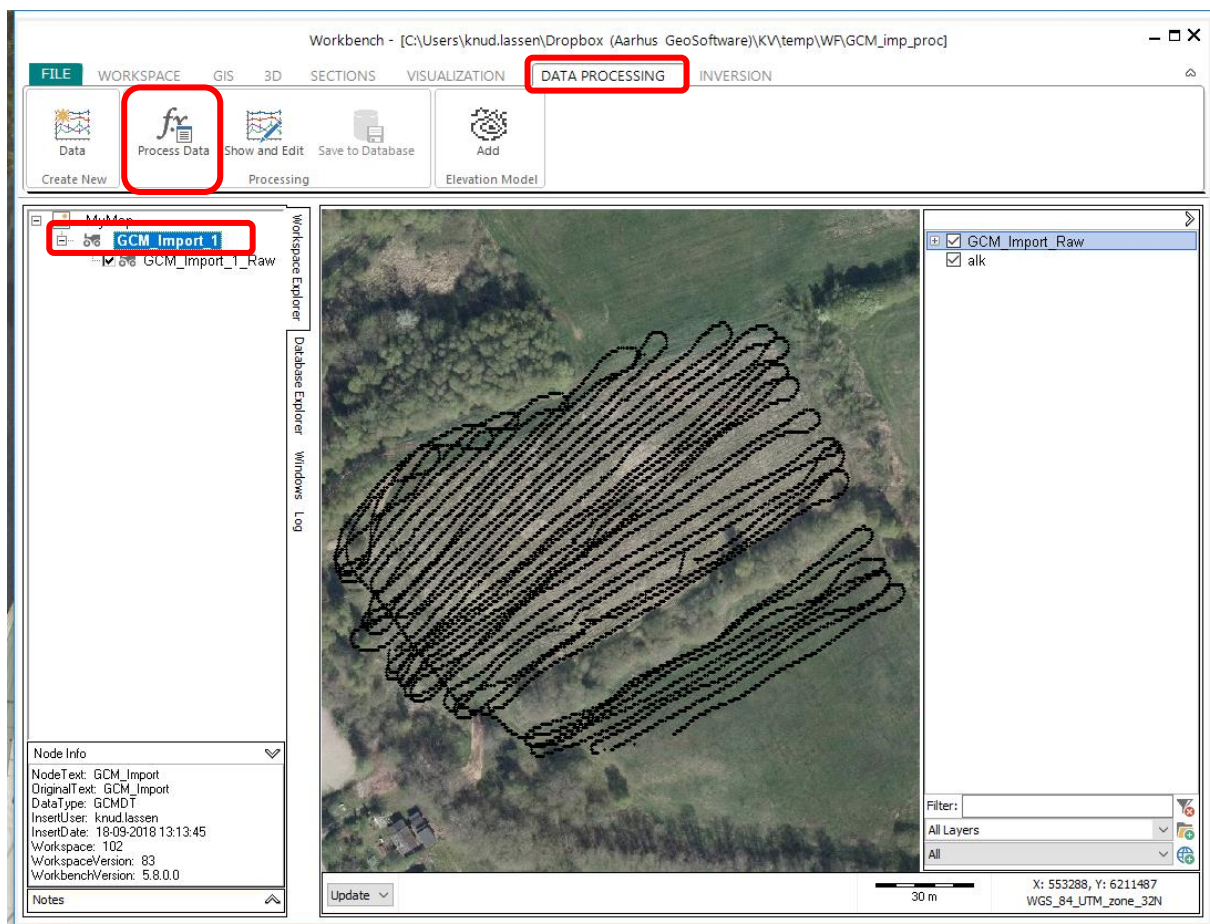 Workbench - [C:\Users\knud.lassen\Dropbox (Aarhus GeoSoftware)\KV\temp\WF\GCM_imp_proc]
FILE WORKSPACE GIS 3D SECTIONS VISUALIZATION DATA PROCESSING INVERSION
Data Process Data Show and Edit Save to Database Add
Create New Processing Elevation Model
MyMap
GCM_Import_1
GCM_Import_1_Raw
Workspace Explorer
Database Explorer
Windows
Log
GCM_Import_Raw
alk
Node Info
NodeText: GCM_Import
OriginalText: GCM_Import
DataType: GCMDT
InsertUser: knud.lassen
InsertDate: 18-09-2018 13:13:45
Workspace: 102
WorkspaceVersion: 83
WorkbenchVersion: 5.8.0.0
Notes
Filter:
All Layers
All
Update
30 m
X: 553288, Y: 6211487
WGS_84_UTM_zone_32N